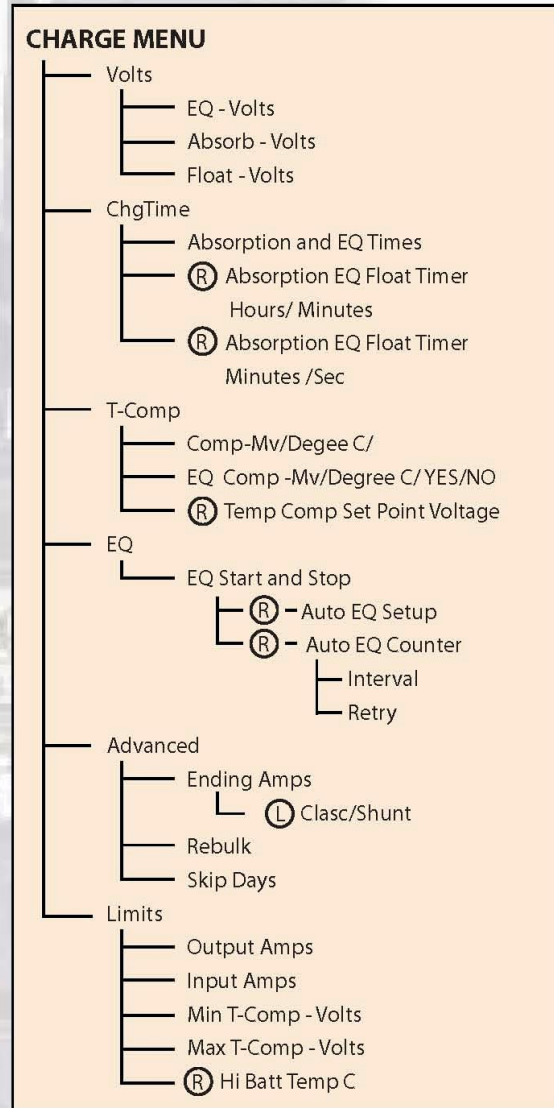 CHARGE MENU
Volts
EQ - Volts
Absorb - Volts
Float - Volts
ChgTime
Absorption and EQ Times
R Absorption EQ Float Timer
Hours/ Minutes
R Absorption EQ Float Timer
Minutes /Sec
T-Comp
Comp-Mv/Degee C/
EQ Comp -Mv/Degree C/ YES/NO
R Temp Comp Set Point Voltage
EQ
EQ Start and Stop
R - Auto EQ Setup
R - Auto EQ Counter
Interval
Retry
Advanced
Ending Amps
L Clasc/Shunt
Rebulk
Skip Days
Limits
Output Amps
Input Amps
Min T-Comp - Volts
Max T-Comp - Volts
R Hi Batt Temp C